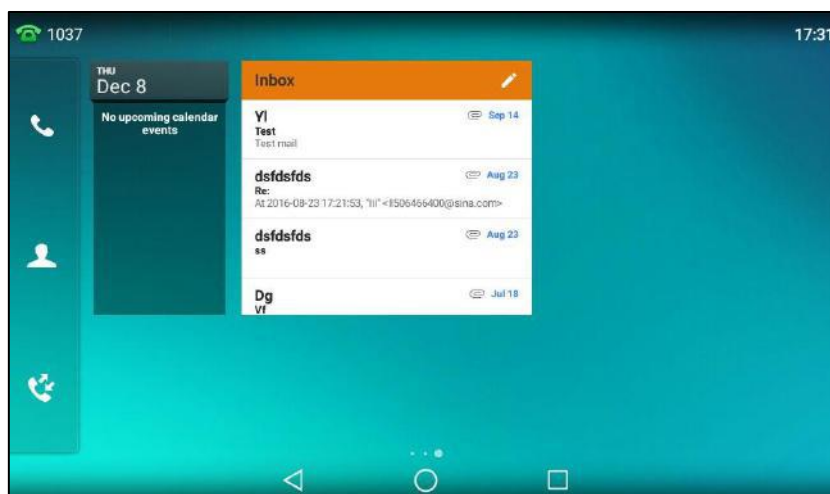 1037
17:31
THU
Dec 8
No upcoming calendar
events
Inbox
Yl
Sep 14
Test
Test mail
dsfdsfds
Aug 23
Re:
At 2016-08-23 17:21:53, "lll" <ll506466400@sina.com>
dsfdsfds
Aug 23
ss
Dg
Jul 18
Vf